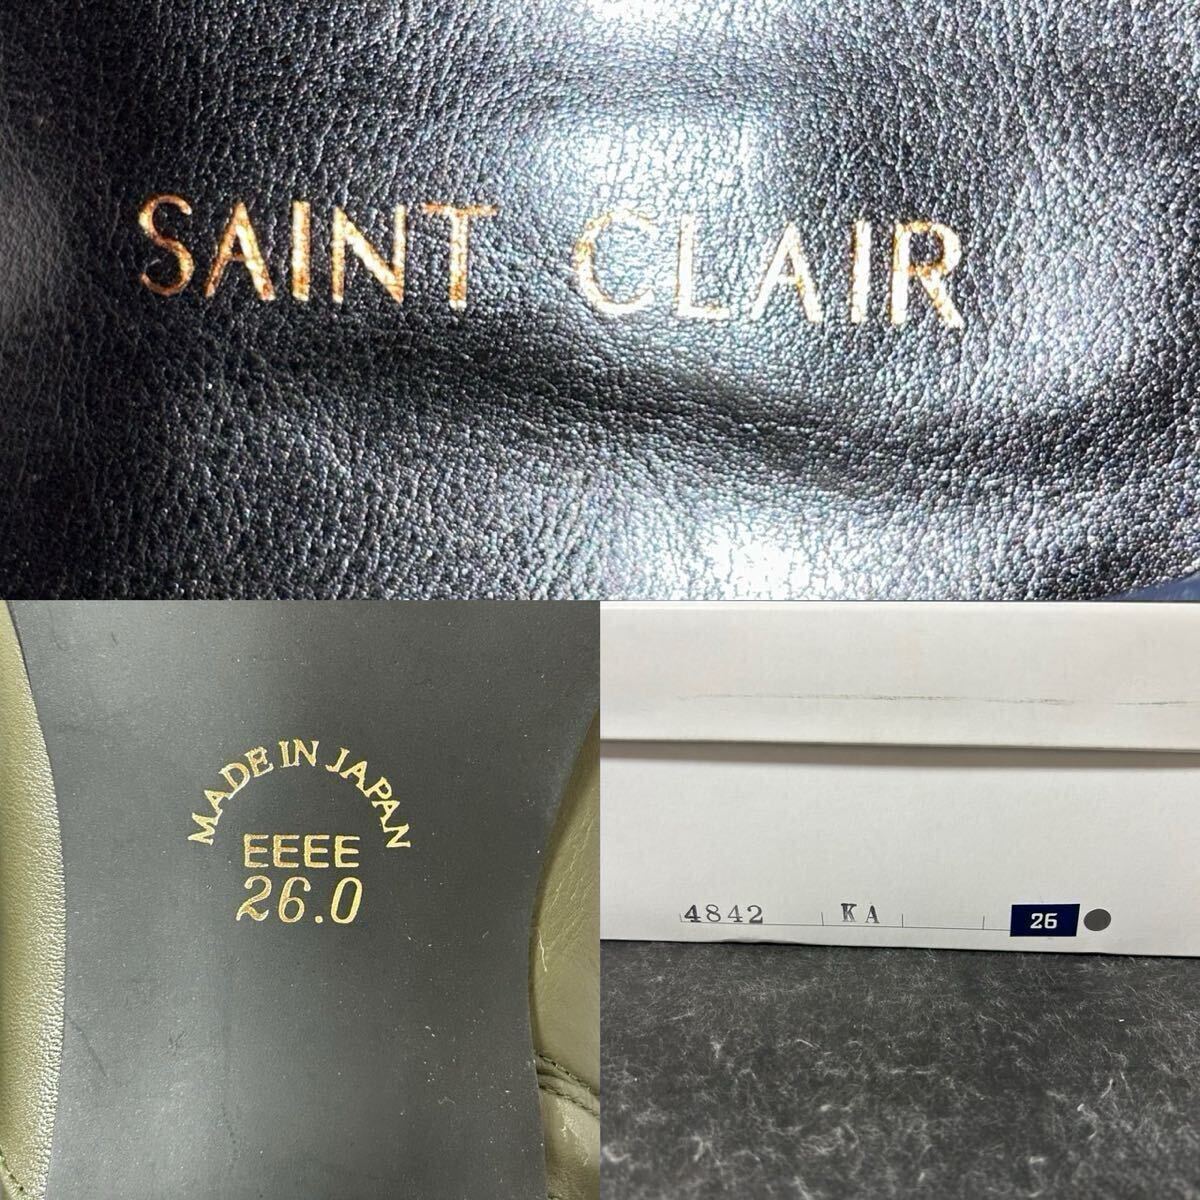 SAINT CLAIR
MADE IN JAPAN
EEEE
26.0
4842 KA 26